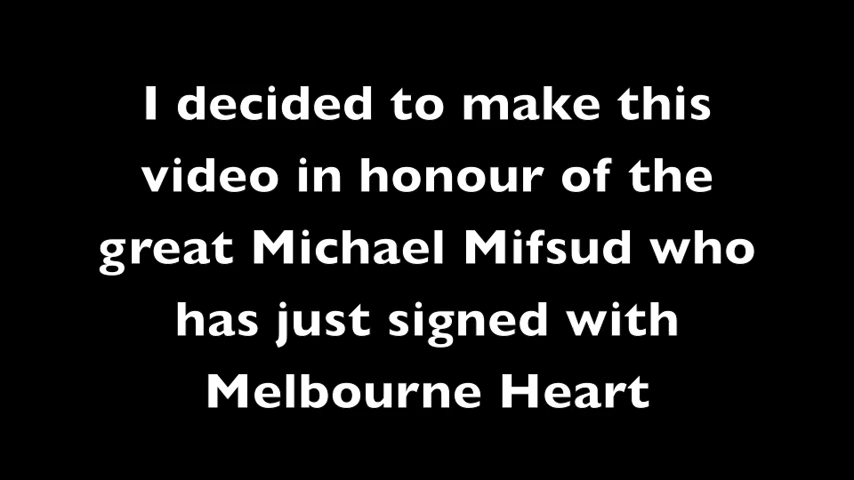 I decided to make this
video in honour of the
great Michael Mifsud who
has just signed with
Melbourne Heart